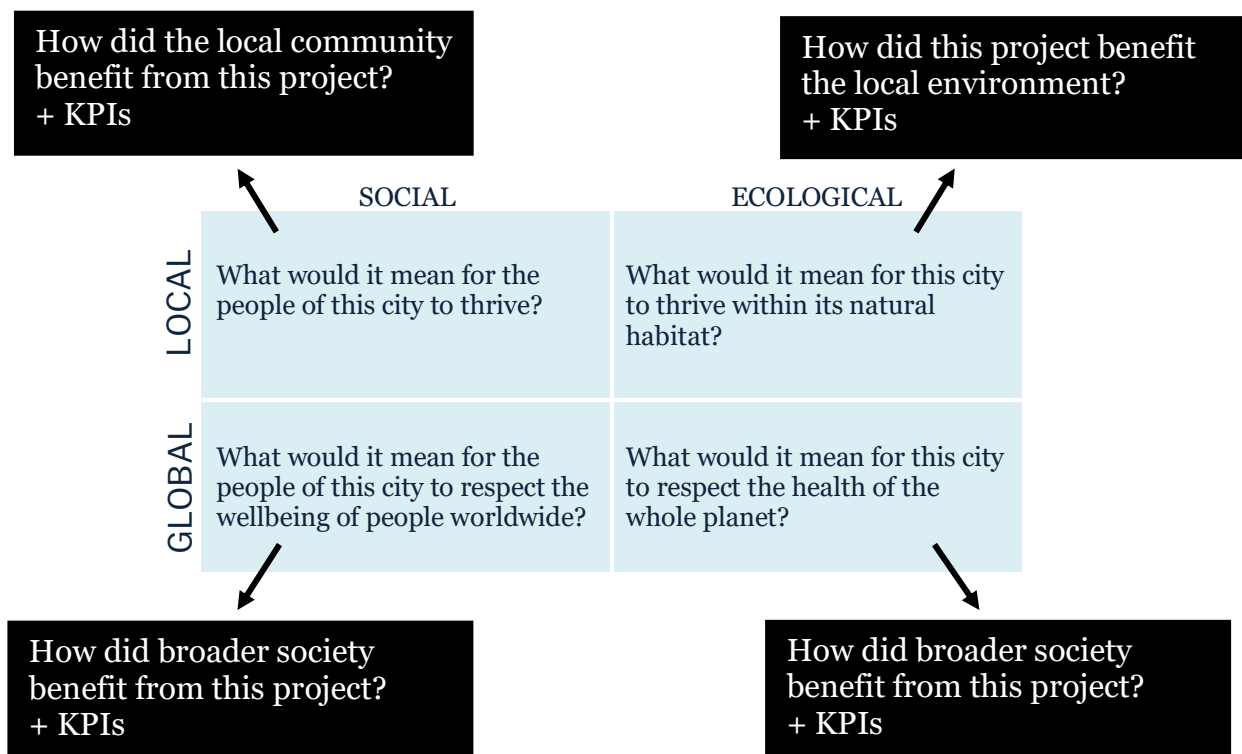 How did the local community
benefit from this project?
+ KPIs
How did this project benefit
the local environment?
+ KPIs
SOCIAL
ECOLOGICAL
LOCAL
What would it mean for the
people of this city to thrive?
What would it mean for this city
to thrive within its natural
habitat?
GLOBAL
What would it mean for the
people of this city to respect the
wellbeing of people worldwide?
What would it mean for this city
to respect the health of the
whole planet?
How did broader society
benefit from this project?
+ KPIs
How did broader society
benefit from this project?
+ KPIs